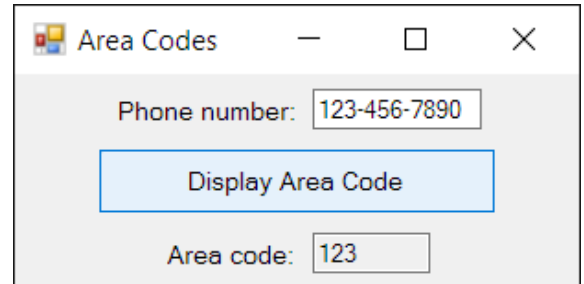 Area Codes
Phone number: 123-456-7890
Display Area Code
Area code: 123